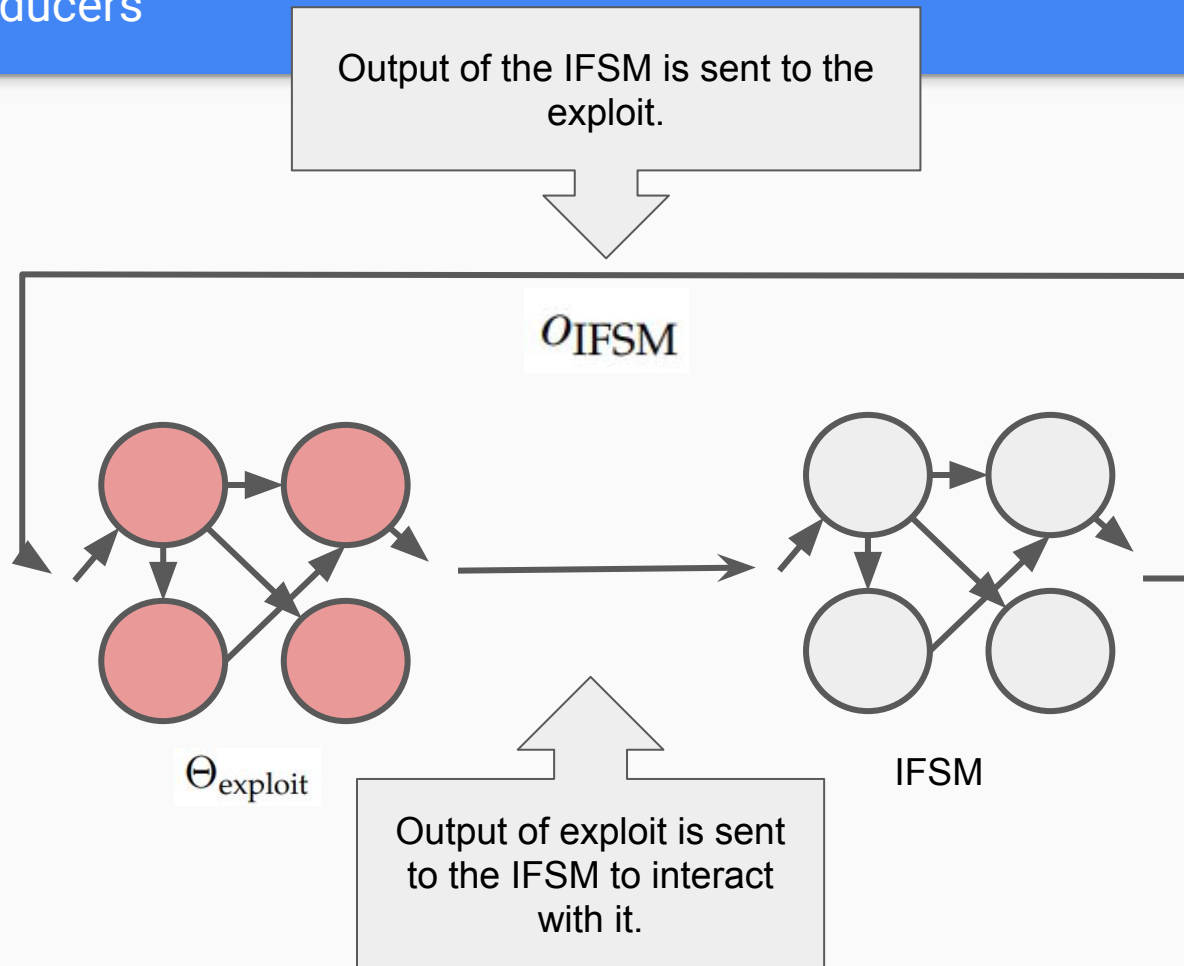 Output of the IFSM is sent to the
exploit.
OIFSM
Θexploit
IFSM
Output of exploit is sent
to the IFSM to interact
with it.